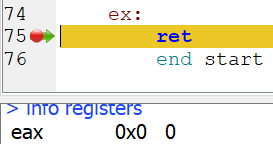 74 ex:
75 ret
76 end start
> info registers
eax 0x0 0